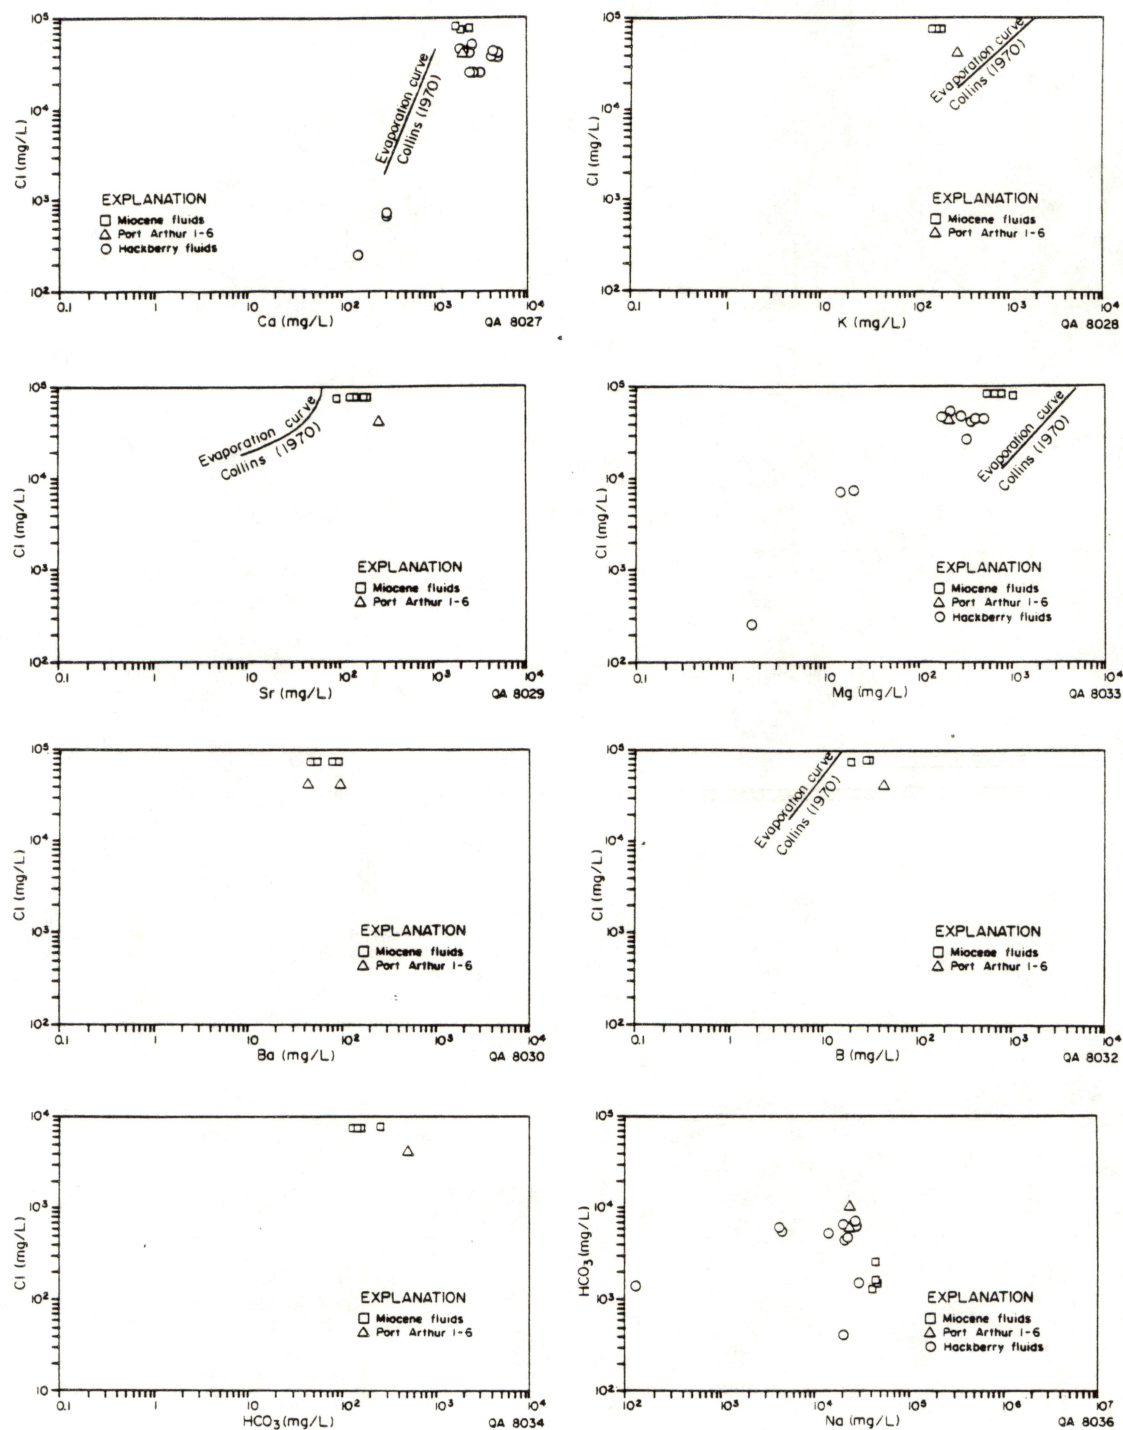 10⁵
10⁴
10³
10²
Cl (mg/L)
Evaporation curve
Collins (1970)
EXPLANATION
Miocene fluids
Port Arthur 1-6
Hackberry fluids
0.1 1 10 10² 10³ 10⁴
Ca (mg/L)
QA 8027
10⁵
10⁴
10³
10²
Cl (mg/L)
Evaporation curve
Collins (1970)
EXPLANATION
Miocene fluids
Port Arthur 1-6
0.1 1 10 10² 10³ 10⁴
K (mg/L)
QA 8028
10⁵
10⁴
10³
10²
Cl (mg/L)
Evaporation curve
Collins (1970)
EXPLANATION
Miocene fluids
Port Arthur 1-6
0.1 1 10 10² 10³ 10⁴
Sr (mg/L)
QA 8029
10⁵
10⁴
10³
10²
Cl (mg/L)
Evaporation curve
Collins (1970)
EXPLANATION
Miocene fluids
Port Arthur 1-6
Hackberry fluids
0.1 1 10 10² 10³ 10⁴
Mg (mg/L)
QA 8033
10⁵
10⁴
10³
10²
Cl (mg/L)
EXPLANATION
Miocene fluids
Port Arthur 1-6
0.1 1 10 10² 10³ 10⁴
Ba (mg/L)
QA 8030
10⁵
10⁴
10³
10²
Cl (mg/L)
Evaporation curve
Collins (1970)
EXPLANATION
Miocene fluids
Port Arthur 1-6
0.1 1 10 10² 10³ 10⁴
B (mg/L)
QA 8032
10⁴
10³
10²
10
Cl (mg/L)
EXPLANATION
Miocene fluids
Port Arthur 1-6
0.1 1 10 10² 10³ 10⁴
HCO₃ (mg/L)
QA 8034
10⁵
10⁴
10³
10²
HCO₃ (mg/L)
EXPLANATION
Miocene fluids
Port Arthur 1-6
Hackberry fluids
10² 10³ 10⁴ 10⁵ 10⁶ 10⁷
Na (mg/L)
QA 8036